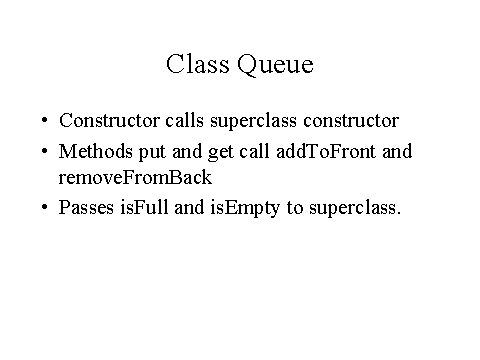 Class Queue
• Constructor calls superclass constructor
• Methods put and get call addToFront and
removeFromBack
• Passes isFull and isEmpty to superclass.